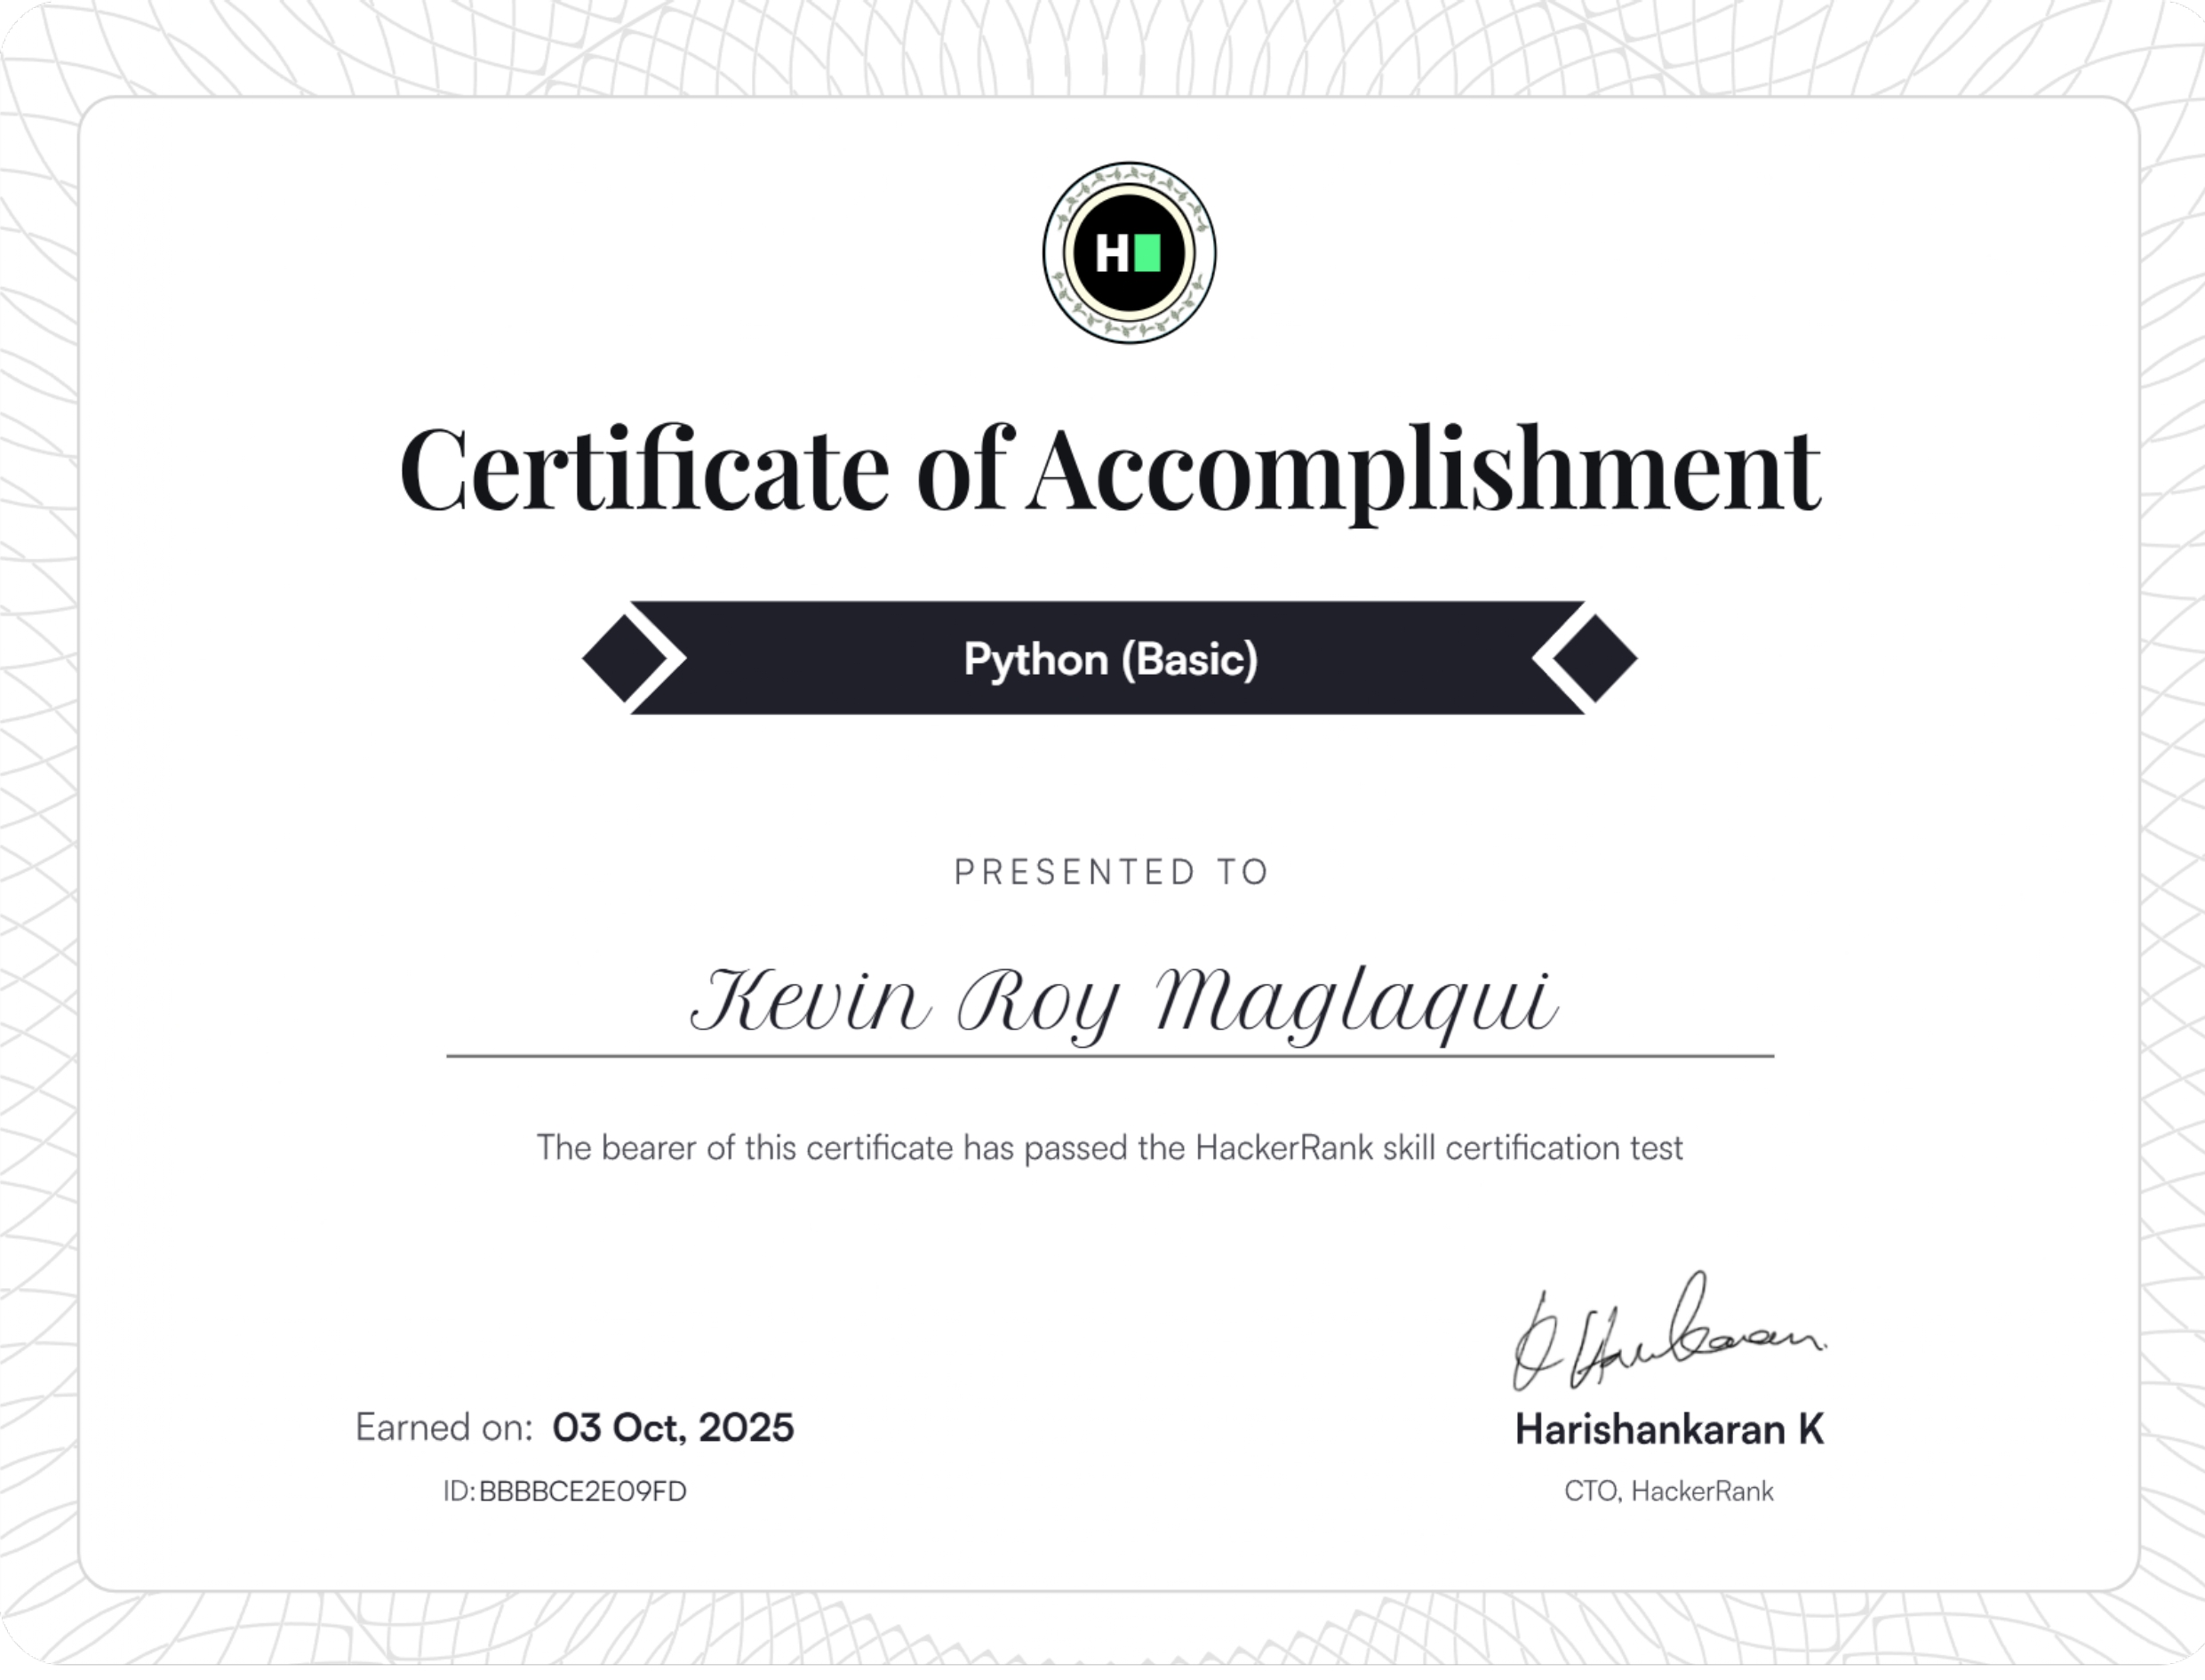 H
Certificate of Accomplishment
Python (Basic)
PRESENTED TO
Kevin Roy Maglaqui
The bearer of this certificate has passed the HackerRank skill certification test
Earned on: 03 Oct, 2025
ID: BBBBCE2E09FD
Harishankaran K
CTO, HackerRank